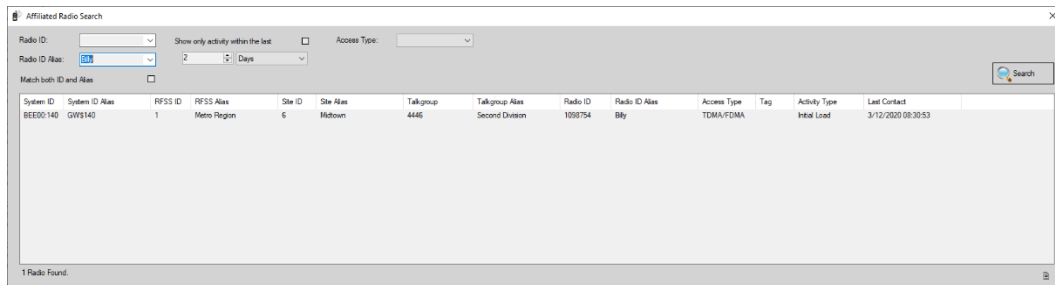 Affiliated Radio Search
Radio ID: Show only activity within the last Access Type:
Radio ID Alias: Billy 2 Days
Match both ID and Alias
Search
System ID System ID Alias RFSS ID RFSS Alias Site ID Site Alias Talkgroup Talkgroup Alias Radio ID Radio ID Alias Access Type Tag Activity Type Last Contact
BEE00:140 GWS140 1 Metro Region 6 Midtown 4446 Second Division 1098754 Billy TDMA/FDMA Initial Load 3/12/2020 08:30:53
1 Radio Found.